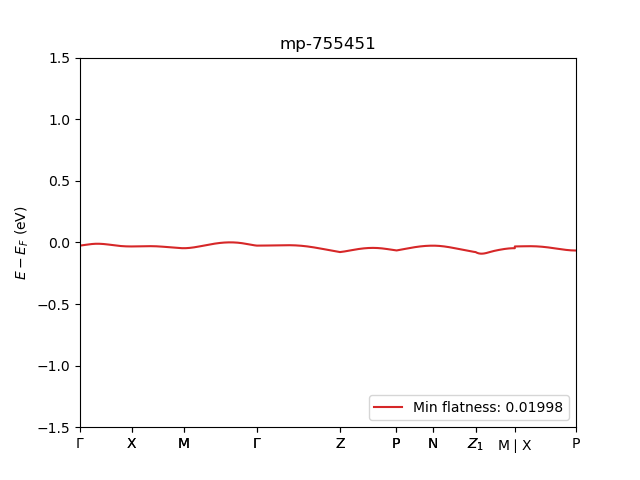 mp-755451
E − E_F (eV)
1.5
1.0
0.5
0.0
−0.5
−1.0
−1.5
Min flatness: 0.01998
Γ X M Γ Z P N Z₁ M | X P